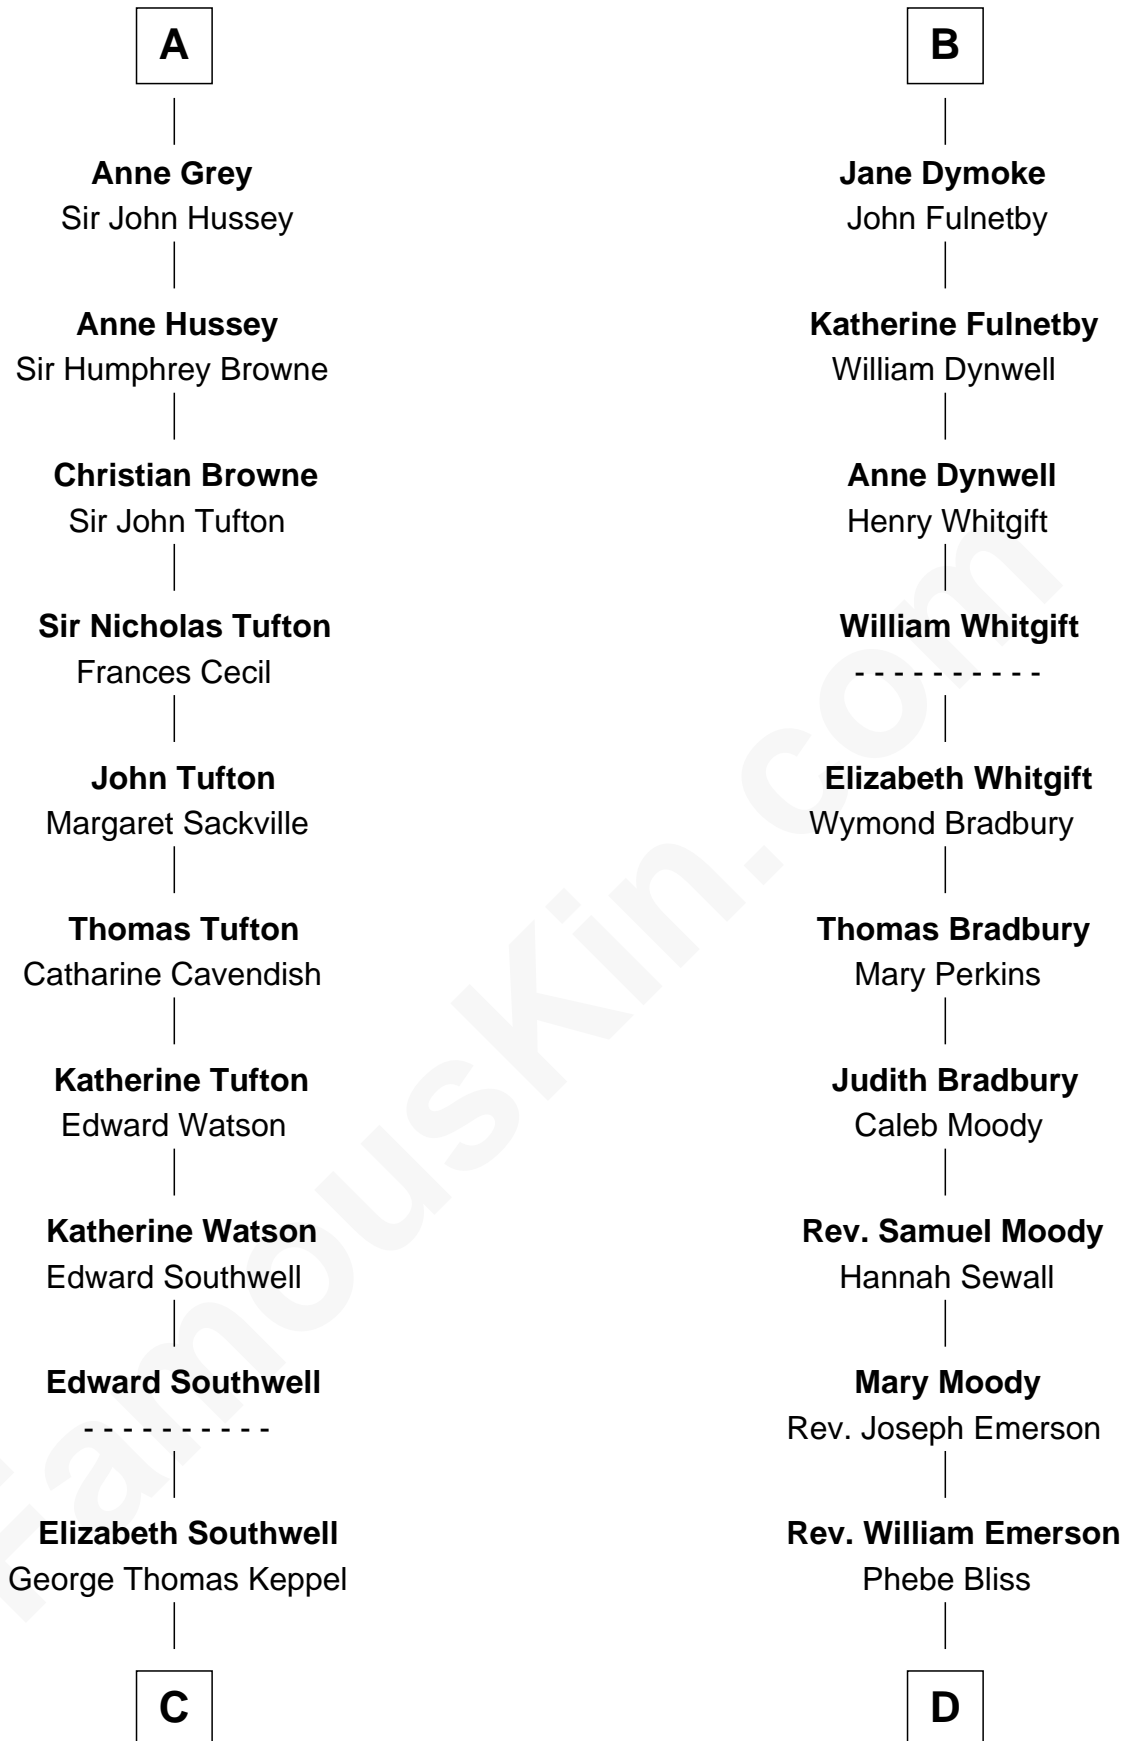 A
Anne Grey
Sir John Hussey
Anne Hussey
Sir Humphrey Browne
Christian Browne
Sir John Tufton
Sir Nicholas Tufton
Frances Cecil
John Tufton
Margaret Sackville
Thomas Tufton
Catharine Cavendish
Katherine Tufton
Edward Watson
Katherine Watson
Edward Southwell
Edward Southwell
- - - - - - - - - -
Elizabeth Southwell
George Thomas Keppel
C
B
Jane Dymoke
John Fulnetby
Katherine Fulnetby
William Dynwell
Anne Dynwell
Henry Whitgift
William Whitgift
- - - - - - - - - -
Elizabeth Whitgift
Wymond Bradbury
Thomas Bradbury
Mary Perkins
Judith Bradbury
Caleb Moody
Rev. Samuel Moody
Hannah Sewall
Mary Moody
Rev. Joseph Emerson
Rev. William Emerson
Phebe Bliss
D
FamousKin.com